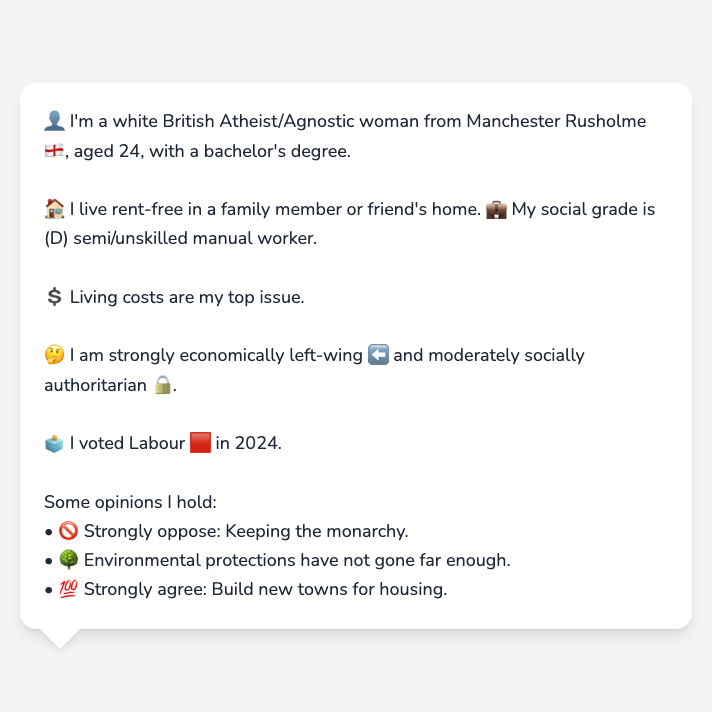 👤 I'm a white British Atheist/Agnostic woman from Manchester Rusholme
🏴󠁧󠁢󠁥󠁮󠁧󠁿, aged 24, with a bachelor's degree.
🏠 I live rent-free in a family member or friend's home. 💼 My social grade is
(D) semi/unskilled manual worker.
💲 Living costs are my top issue.
🤔 I am strongly economically left-wing ⬅️ and moderately socially
authoritarian 🔒.
🗳️ I voted Labour 🟥 in 2024.
Some opinions I hold:
• 🚫 Strongly oppose: Keeping the monarchy.
• 🌳 Environmental protections have not gone far enough.
• 💯 Strongly agree: Build new towns for housing.